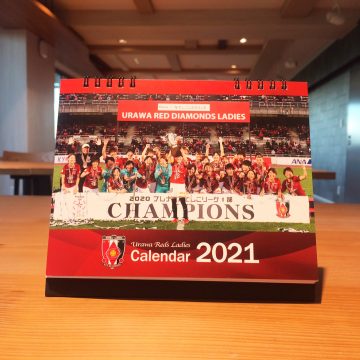 URAWA RED DIAMONDS LADIES
ANA
2020 プレナスなでしこリーグ1部
CHAMPIONS
Urawa Reds Ladies
Calendar 2021